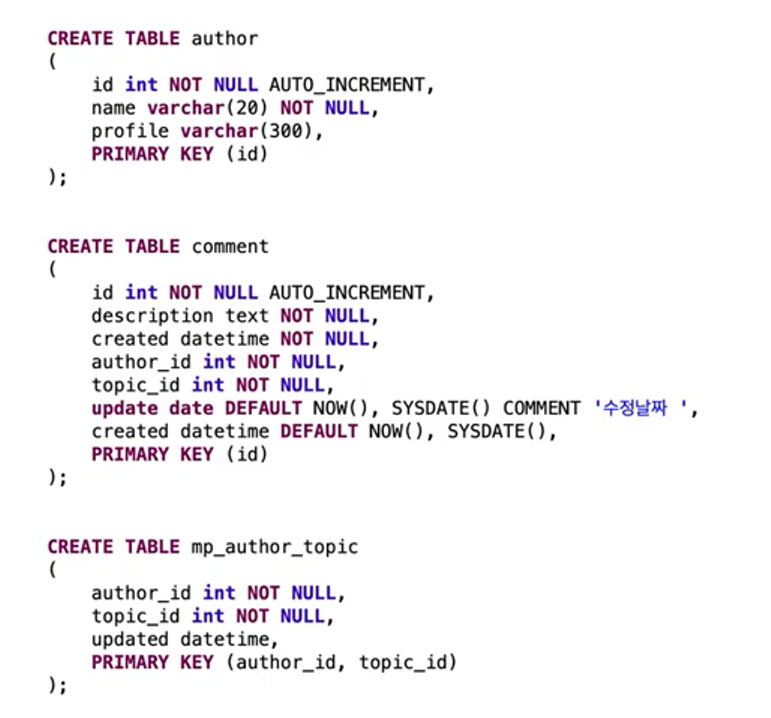 CREATE TABLE author
(
id int NOT NULL AUTO_INCREMENT,
name varchar(20) NOT NULL,
profile varchar(300),
PRIMARY KEY (id)
);
CREATE TABLE comment
(
id int NOT NULL AUTO_INCREMENT,
description text NOT NULL,
created datetime NOT NULL,
author_id int NOT NULL,
topic_id int NOT NULL,
update date DEFAULT NOW(), SYSDATE() COMMENT '수정날짜 ',
created datetime DEFAULT NOW(), SYSDATE(),
PRIMARY KEY (id)
);
CREATE TABLE mp_author_topic
(
author_id int NOT NULL,
topic_id int NOT NULL,
updated datetime,
PRIMARY KEY (author_id, topic_id)
);